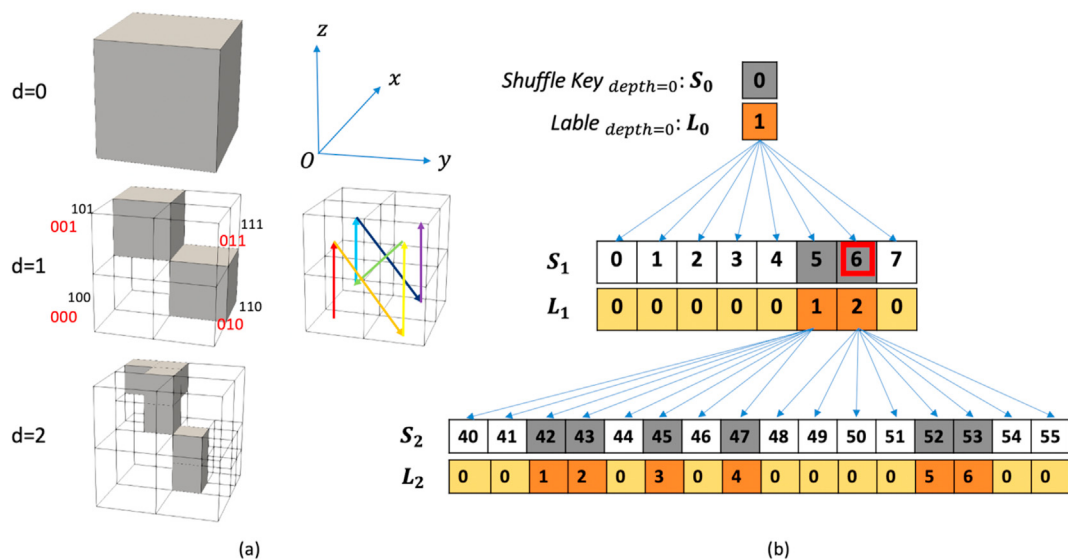 d=0
z
x
y
O
Shuffle Key depth=0: S0
0
Lable depth=0: L0
1
d=1
101
001
111
011
100
000
110
010
S1
0 1 2 3 4 5 6 7
L1
0 0 0 0 0 1 2 0
d=2
S2
40 41 42 43 44 45 46 47 48 49 50 51 52 53 54 55
L2
0 0 1 2 0 3 0 4 0 0 0 0 5 6 0 0
(a)
(b)